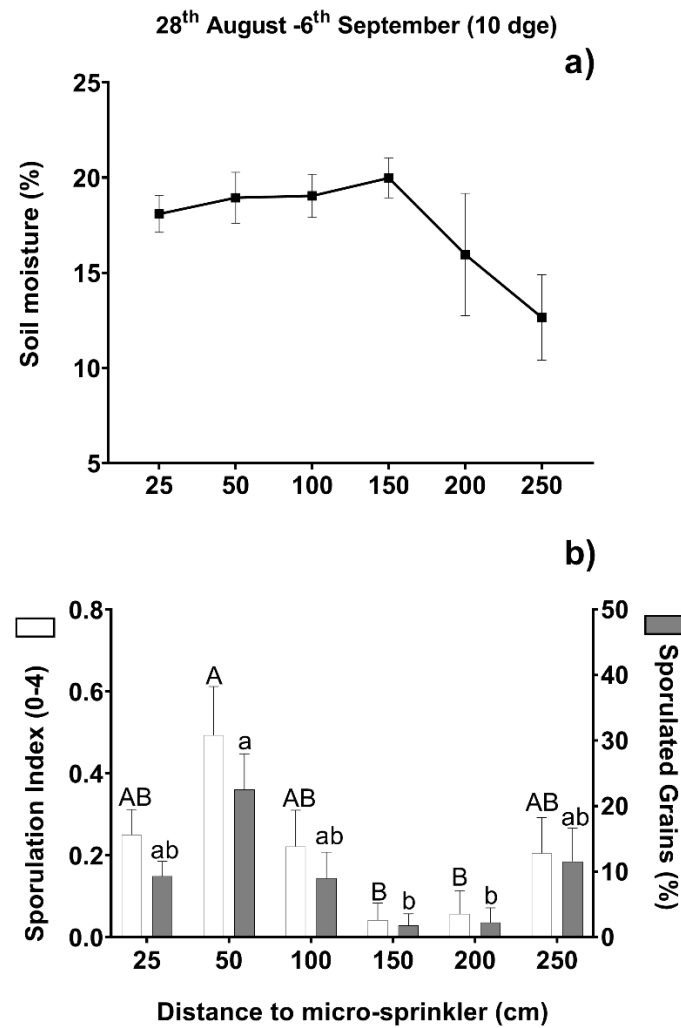 28th August -6th September (10 dge)
a)
Soil moisture (%)
25
20
15
10
5
25 50 100 150 200 250
b)
Sporulation Index (0-4)
Sporulated Grains (%)
0.8
0.6
0.4
0.2
0.0
50
40
30
20
10
0
AB ab A a AB ab B b B b AB ab
25 50 100 150 200 250
Distance to micro-sprinkler (cm)